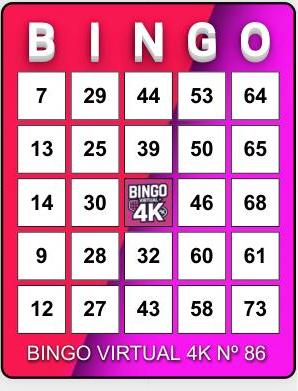 BINGO
7 29 44 53 64
13 25 39 50 65
14 30 BINGO VIRTUAL 4K 46 68
9 28 32 60 61
12 27 43 58 73
BINGO VIRTUAL 4K Nº 86